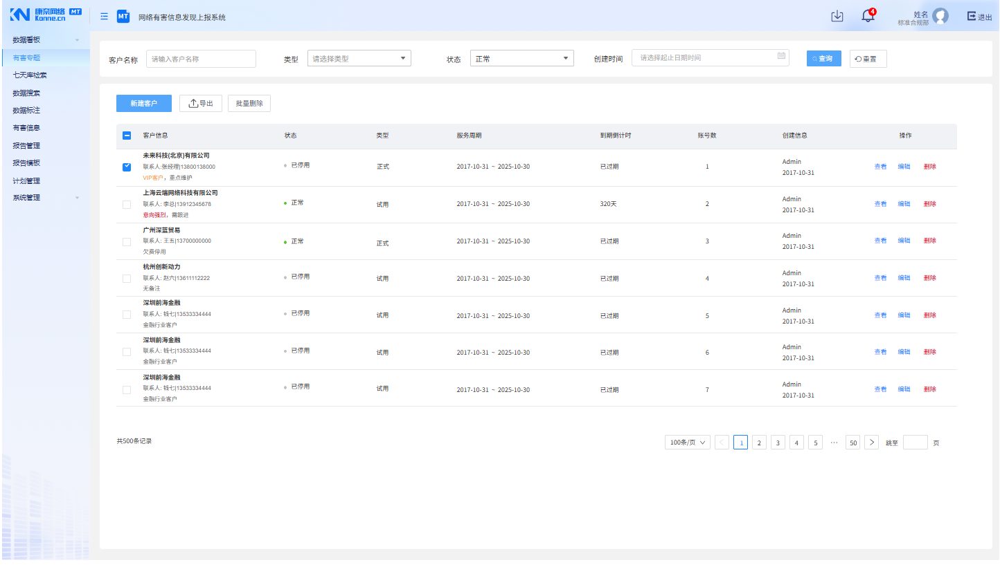 KN 康奈网络 MT
Konne.cn
MT 网络有害信息发现上报系统
4
姓名
标准合规部
退出
数据看板
有害专题
七天库检索
数据搜索
数据标注
有害信息
报告管理
报告模板
计划管理
系统管理
客户名称 请输入客户名称 类型 请选择类型 状态 正常 创建时间 请选择起止日期时间 查询 重置
新建客户 导出 批量删除
客户信息 状态 类型 服务周期 到期倒计时 账号数 创建信息 操作
未来科技(北京)有限公司
联系人:张经理|13800138000
VIP客户，重点维护
已停用 正式 2017-10-31 ~ 2025-10-30 已过期 1
Admin
2017-10-31
查看 编辑 删除
上海云端网络科技有限公司
联系人: 李总|13912345678
意向强烈，需跟进
正常 试用 2017-10-31 ~ 2025-10-30 320天 2
Admin
2017-10-31
查看 编辑 删除
广州深蓝贸易
联系人: 王五|13700000000
欠费停用
正常 正式 2017-10-31 ~ 2025-10-30 已过期 3
Admin
2017-10-31
查看 编辑 删除
杭州创新动力
联系人: 赵六|13611112222
无备注
已停用 试用 2017-10-31 ~ 2025-10-30 已过期 4
Admin
2017-10-31
查看 编辑 删除
深圳前海金融
联系人: 钱七|13533334444
金融行业客户
已停用 试用 2017-10-31 ~ 2025-10-30 已过期 5
Admin
2017-10-31
查看 编辑 删除
深圳前海金融
联系人: 钱七|13533334444
金融行业客户
已停用 试用 2017-10-31 ~ 2025-10-30 已过期 6
Admin
2017-10-31
查看 编辑 删除
深圳前海金融
联系人: 钱七|13533334444
金融行业客户
已停用 试用 2017-10-31 ~ 2025-10-30 已过期 7
Admin
2017-10-31
查看 编辑 删除
共500条记录
100条/页 < 1 2 3 4 5 ··· 50 > 跳至 页